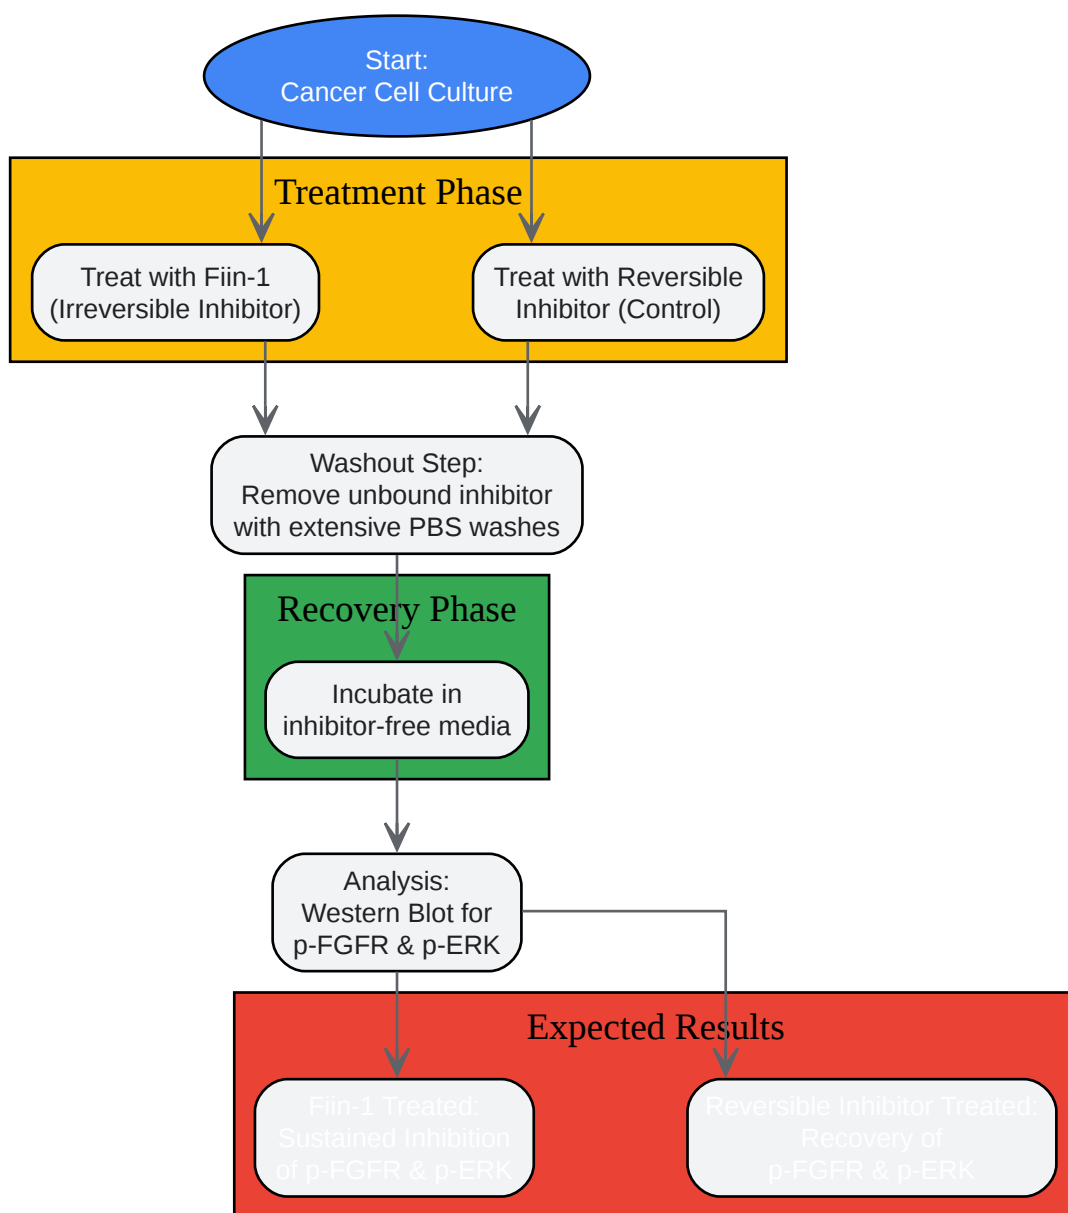 Start:
Cancer Cell Culture
Treatment Phase
Treat with Fiin-1
(Irreversible Inhibitor)
Treat with Reversible
Inhibitor (Control)
Washout Step:
Remove unbound inhibitor
with extensive PBS washes
Recovery Phase
Incubate in
inhibitor-free media
Analysis:
Western Blot for
p-FGFR & p-ERK
Expected Results
Fiin-1 Treated:
Sustained Inhibition
of p-FGFR & p-ERK
Reversible Inhibitor Treated:
Recovery of
p-FGFR & p-ERK